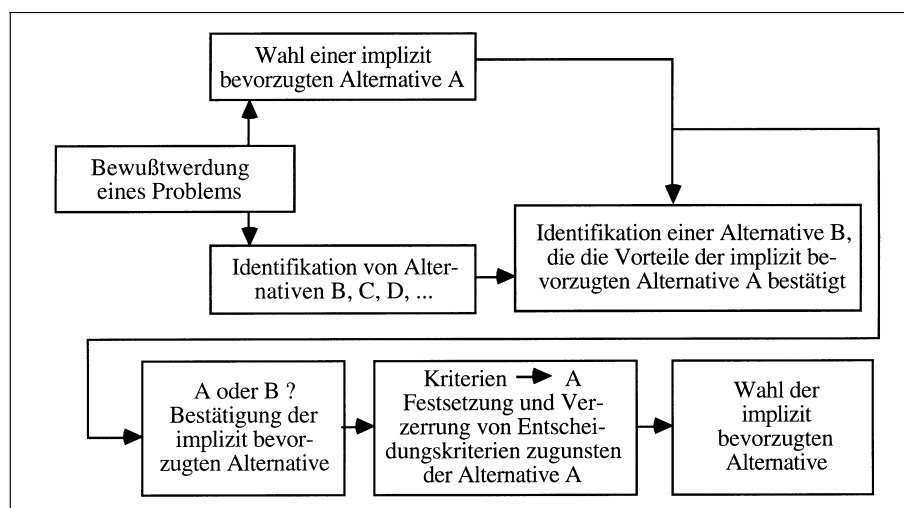 Wahl einer implizit
bevorzugten Alternative A
Bewußtwerdung
eines Problems
Identifikation von Alter-
nativen B, C, D, ...
Identifikation einer Alternative B,
die die Vorteile der implizit be-
vorzugten Alternative A bestätigt
A oder B ?
Bestätigung der
implizit bevor-
zugten Alternative
Kriterien A
Festsetzung und Ver-
zerrung von Entschei-
dungskriterien zugunsten
der Alternative A
Wahl der
implizit
bevorzugten
Alternative